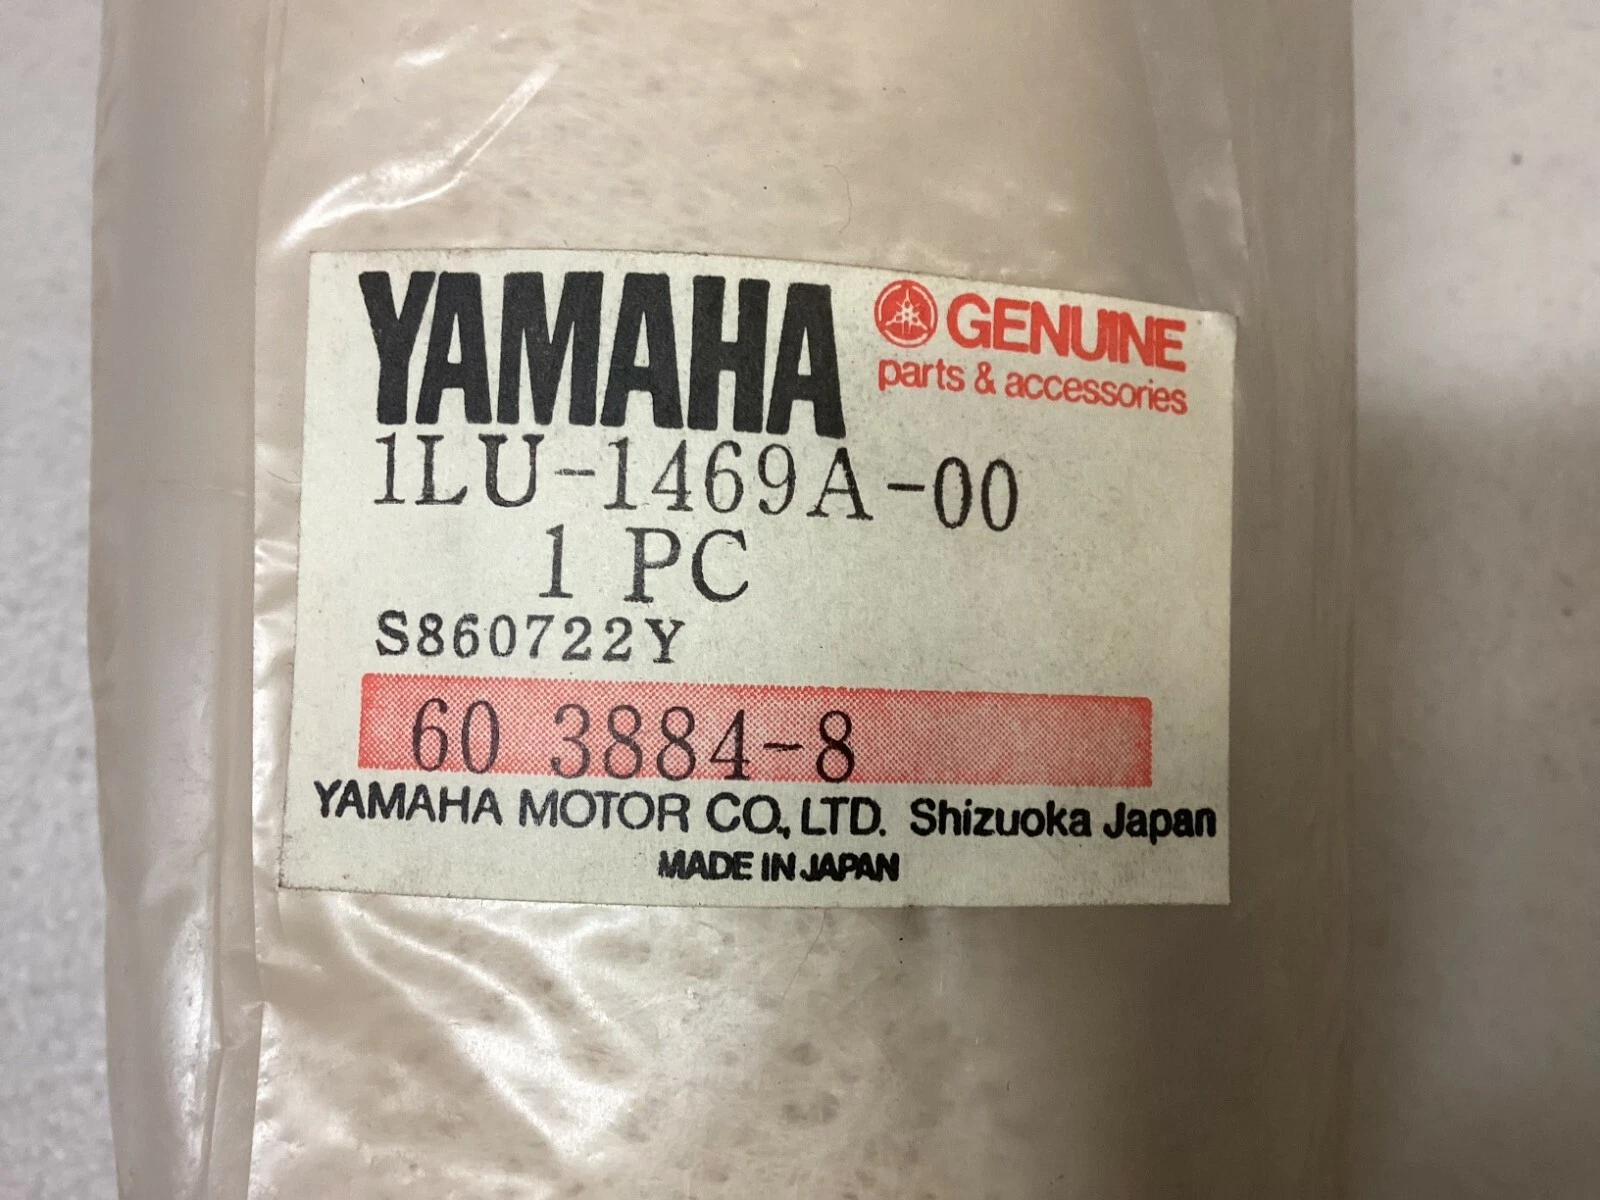 YAMAHA GENUINE
parts & accessories
1LU-1469A-00
1 PC
S860722Y
60 3884-8
YAMAHA MOTOR CO., LTD. Shizuoka Japan
MADE IN JAPAN